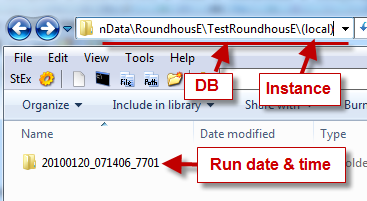 nData\RoundhousE\TestRoundhousE\(local)
DB
Instance
File Edit View Tools Help
StEx
Organize Include in library Share with Burn
Name Date modified Type
20100120_071406_7701
Run date & time